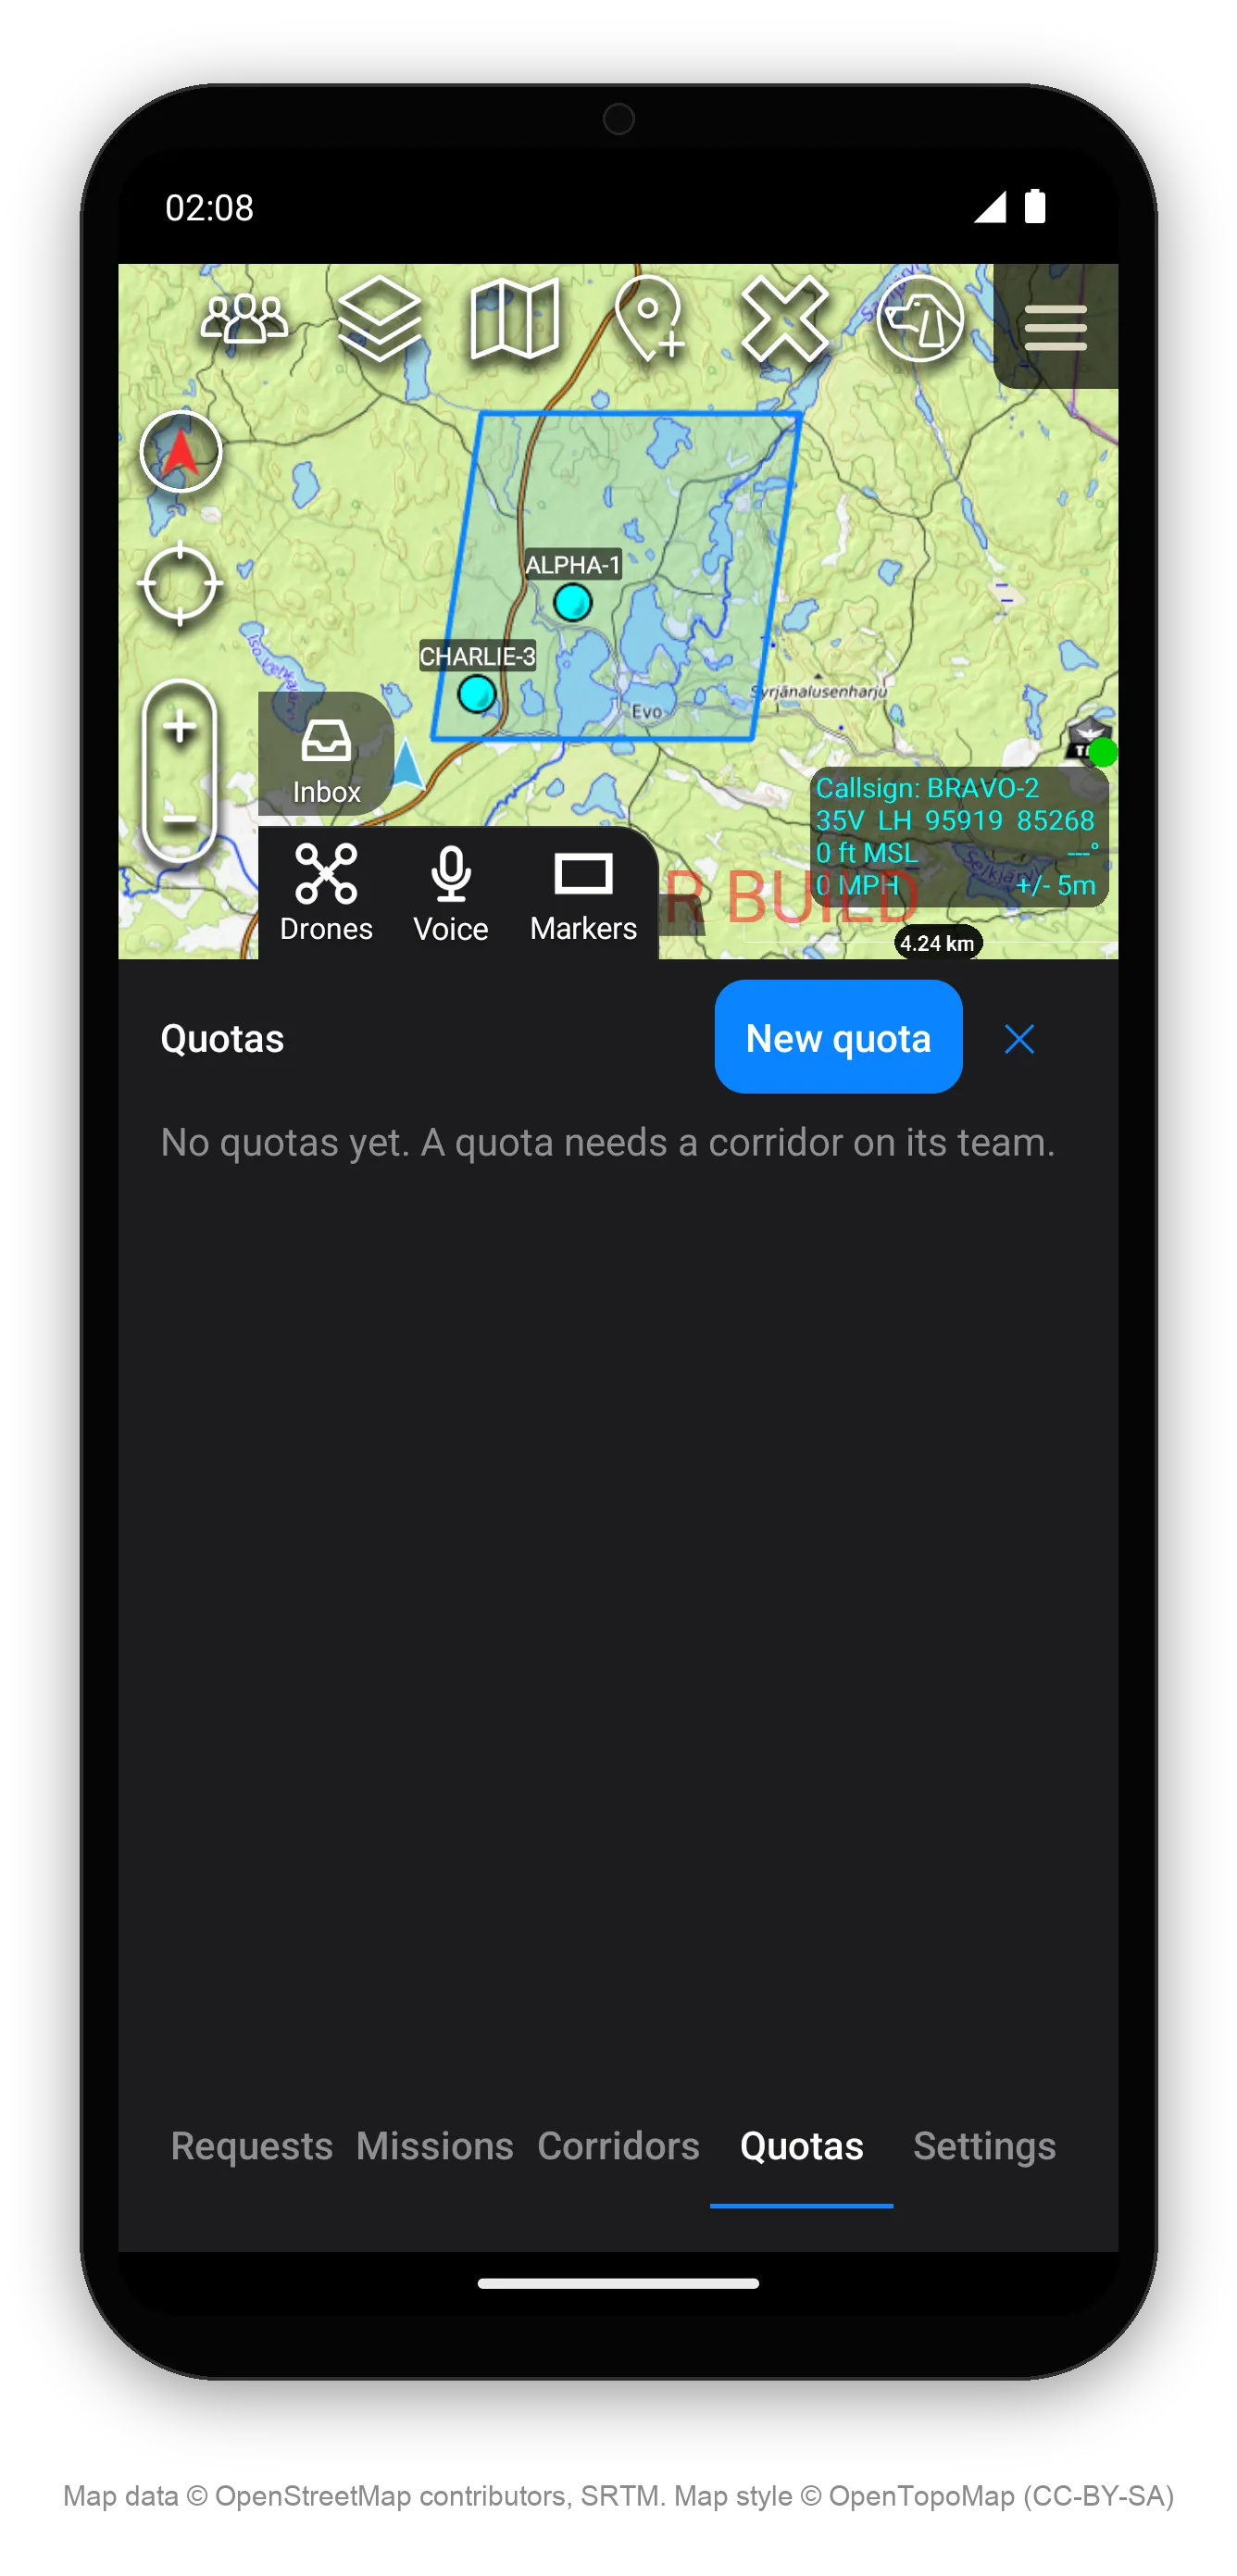 02:08
ALPHA-1
CHARLIE-3
Evo
Syrjänalusenharju
Iso Vehkajärvi
Inbox
Callsign: BRAVO-2
35V LH 95919 85268
0 ft MSL ---°
0 MPH +/- 5m
R BUILD
4.24 km
Drones Voice Markers
Quotas New quota
No quotas yet. A quota needs a corridor on its team.
Requests Missions Corridors Quotas Settings
Map data © OpenStreetMap contributors, SRTM. Map style © OpenTopoMap (CC-BY-SA)